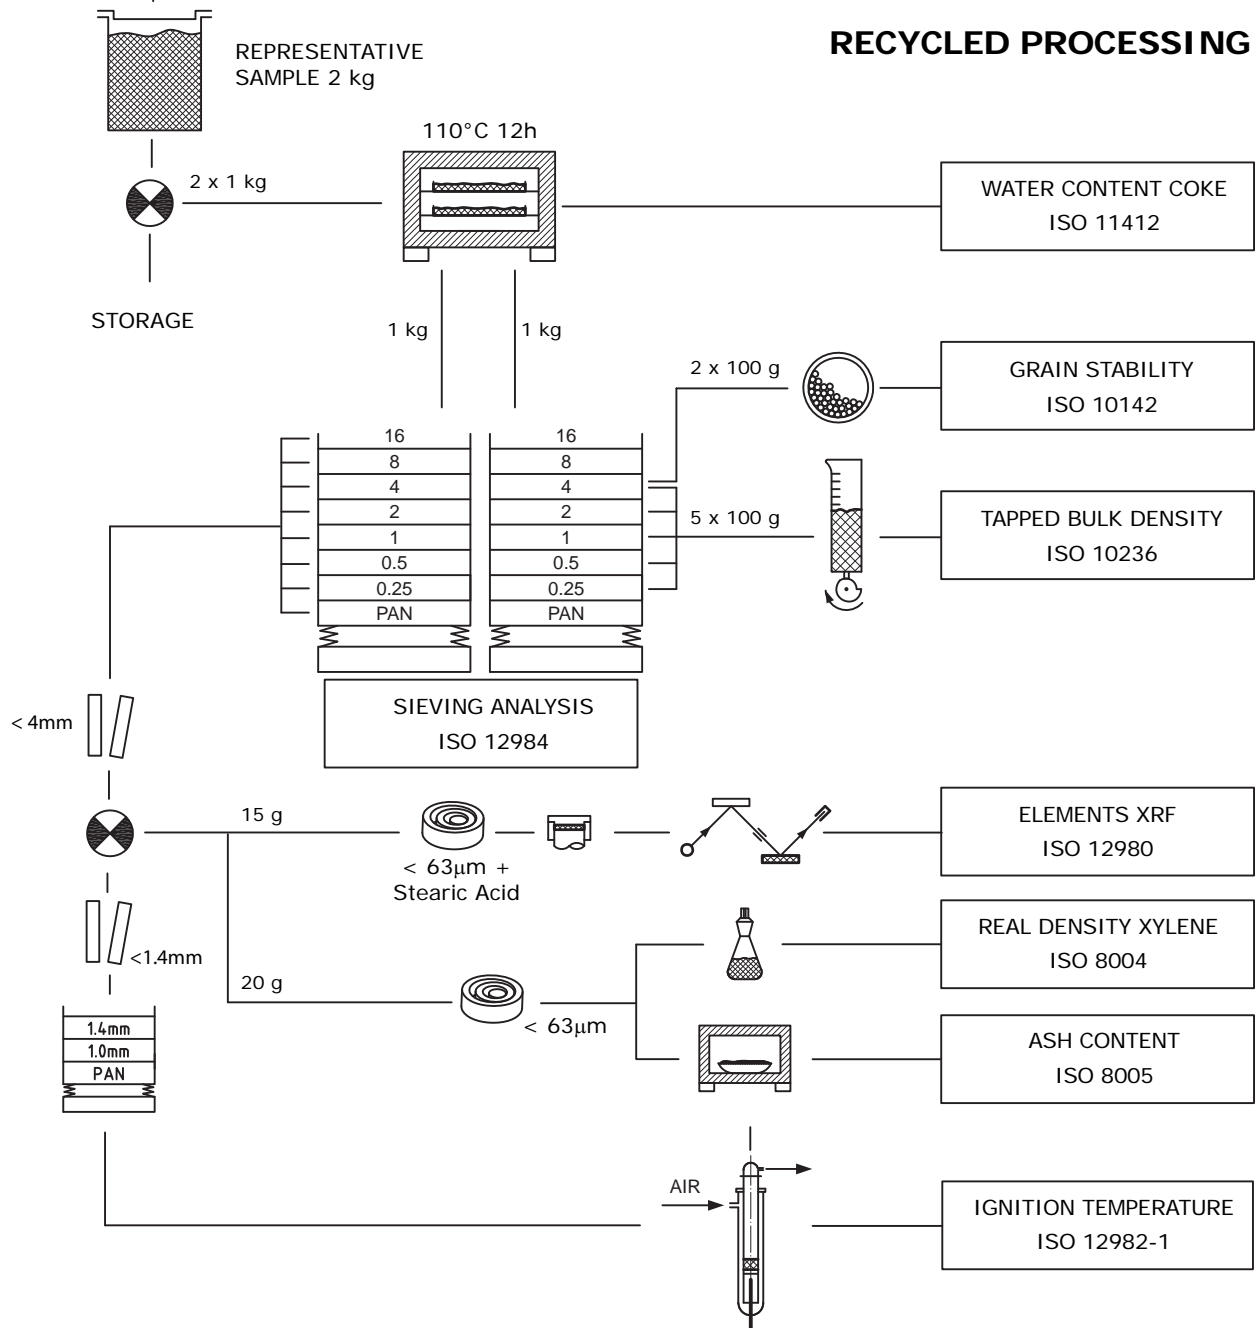 RECYCLED PROCESSING
REPRESENTATIVE
SAMPLE 2 kg
110°C 12h
2 x 1 kg
WATER CONTENT COKE
ISO 11412
STORAGE
1 kg
1 kg
2 x 100 g
GRAIN STABILITY
ISO 10142
16
8
4
2
1
0.5
0.25
PAN
16
8
4
2
1
0.5
0.25
PAN
5 x 100 g
TAPPED BULK DENSITY
ISO 10236
SIEVING ANALYSIS
ISO 12984
< 4mm
15 g
< 63µm +
Stearic Acid
ELEMENTS XRF
ISO 12980
<1.4mm
20 g
< 63µm
REAL DENSITY XYLENE
ISO 8004
1.4mm
1.0mm
PAN
ASH CONTENT
ISO 8005
AIR
IGNITION TEMPERATURE
ISO 12982-1